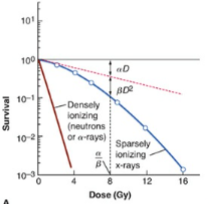 10¹
10⁰
10⁻¹
10⁻²
10⁻³
Survival
αD
βD²
Densely
ionizing
(neutrons
or α-rays)
Sparsely
ionizing
x-rays
α
β
0 4 8 12 16
Dose (Gy)
A